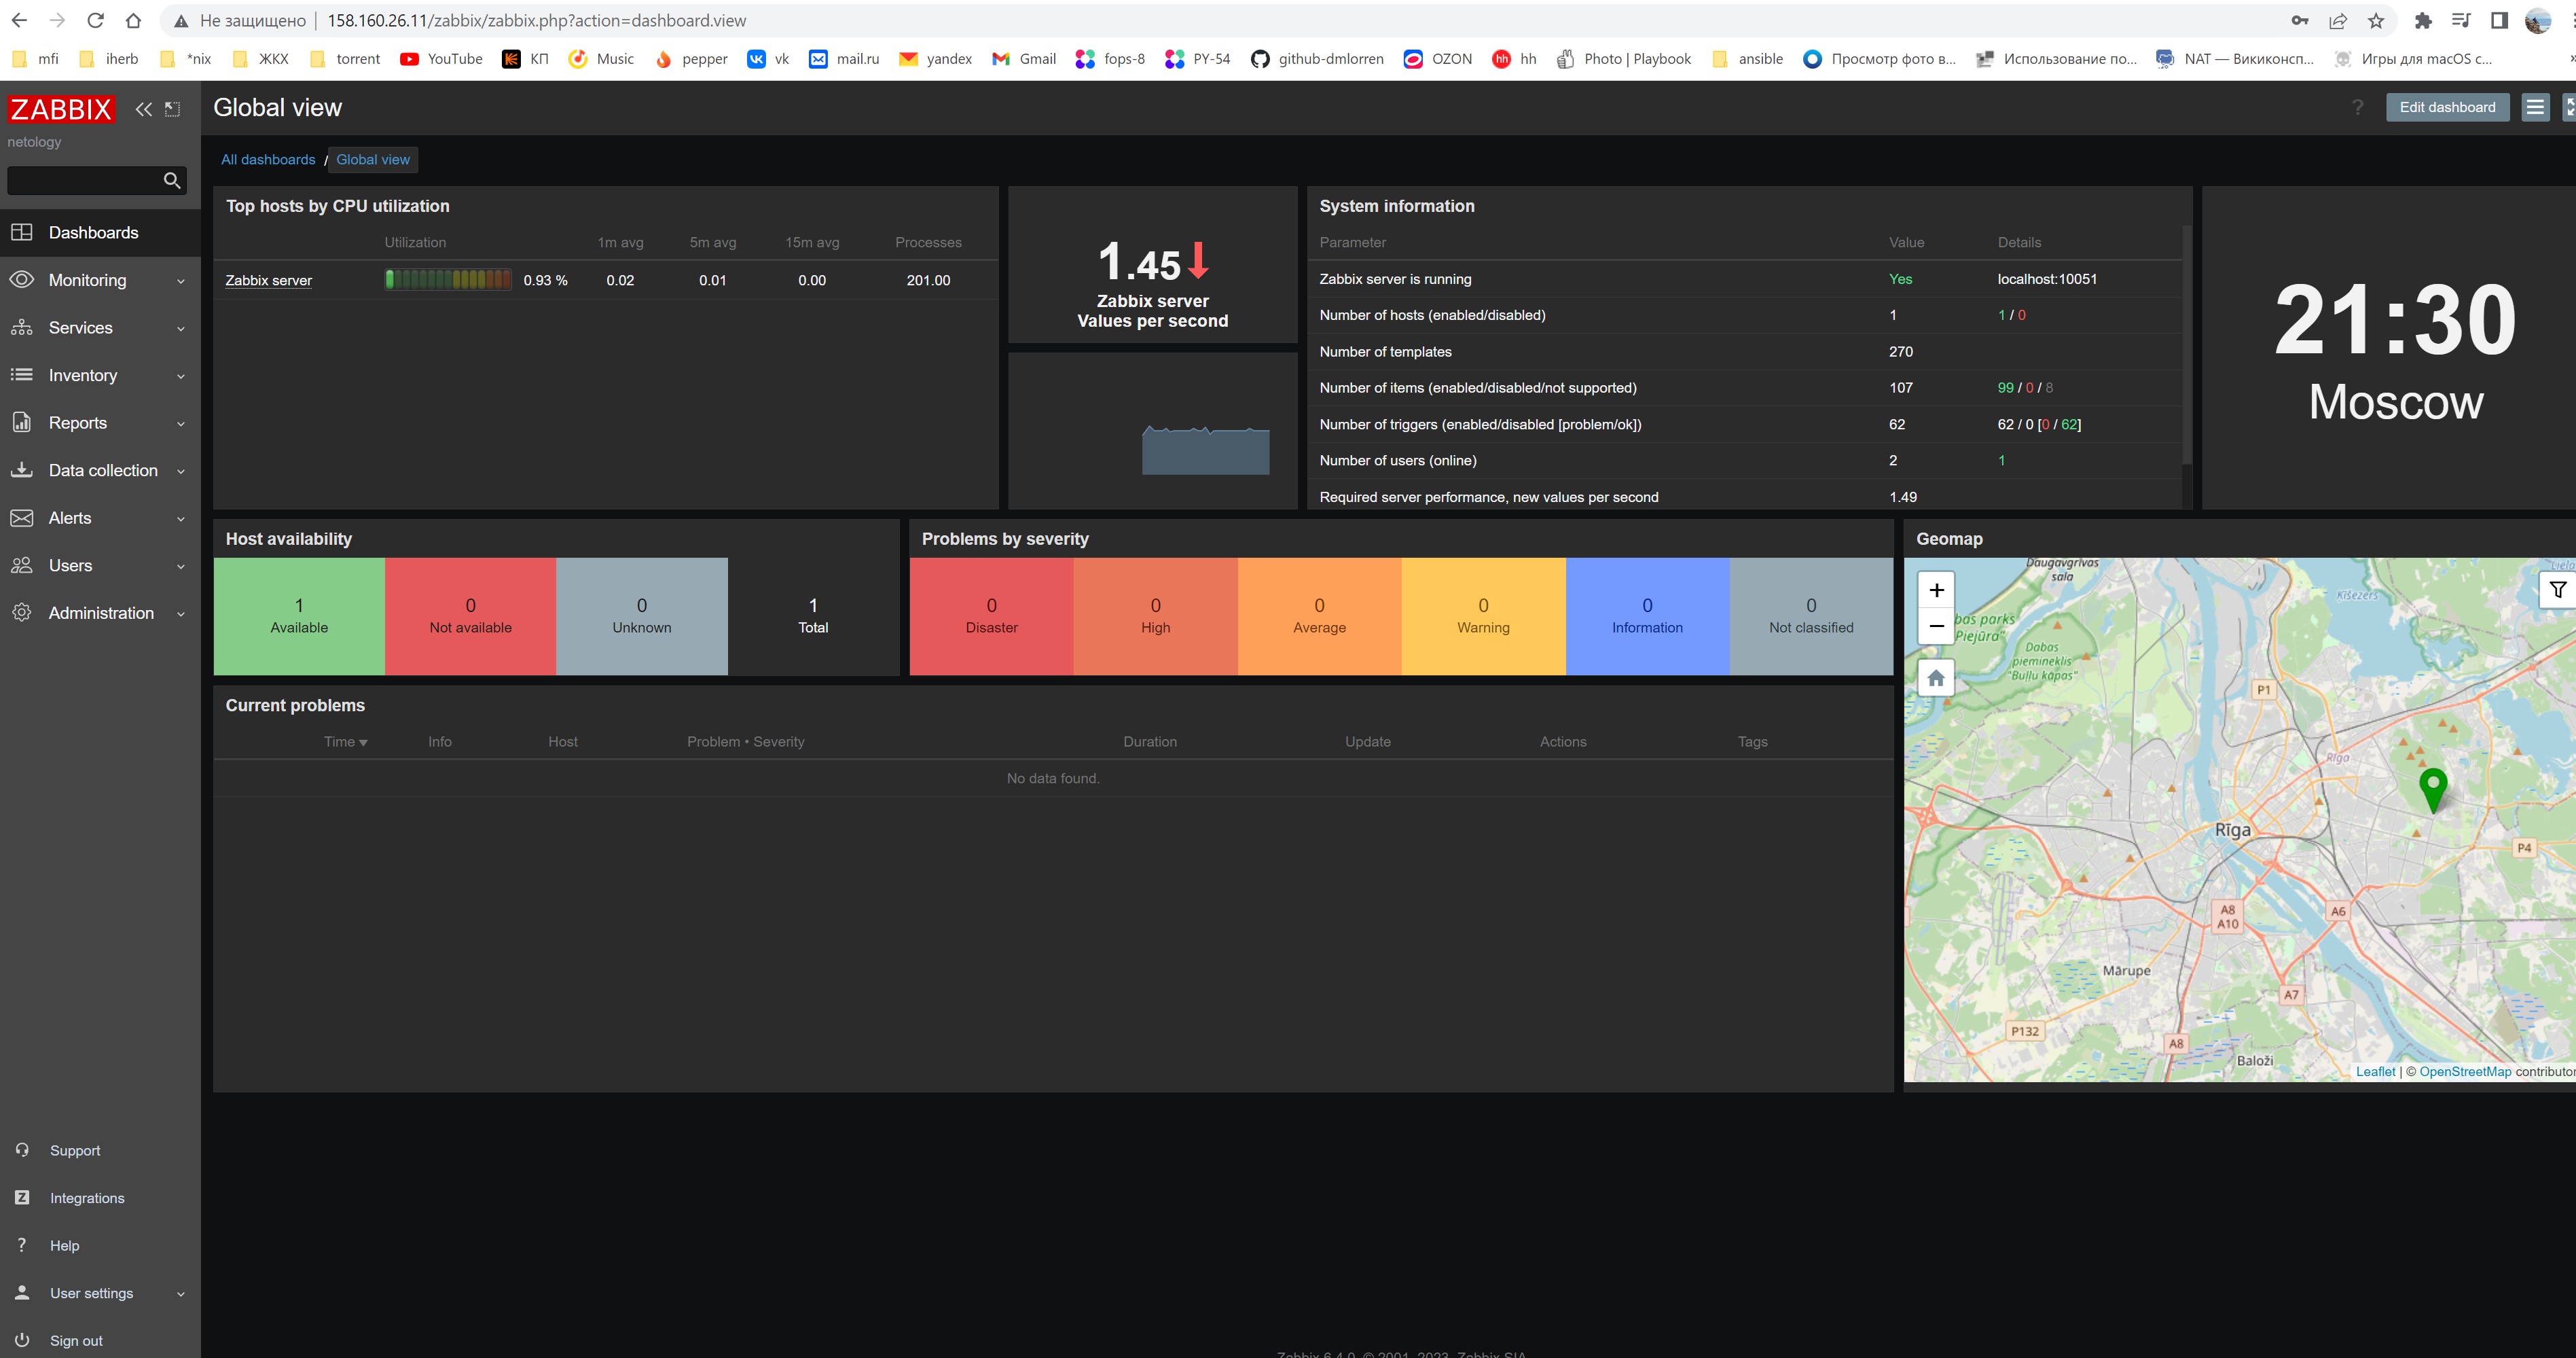 Не защищено 158.160.26.11/zabbix/zabbix.php?action=dashboard.view
mfi iherb *nix ЖКХ torrent YouTube КП Music pepper vk mail.ru yandex Gmail fops-8 PY-54 github-dmlorren OZON hh Photo | Playbook ansible Просмотр фото в... Использование по... NAT — Викиконсп... Игры для macOS с...
ZABBIX
netology
Dashboards
Monitoring
Services
Inventory
Reports
Data collection
Alerts
Users
Administration
Support
Integrations
Help
User settings
Sign out
Global view
? Edit dashboard
All dashboards / Global view
Top hosts by CPU utilization
Utilization 1m avg 5m avg 15m avg Processes
Zabbix server 0.93 % 0.02 0.01 0.00 201.00
1.45
Zabbix server
Values per second
System information
Parameter Value Details
Zabbix server is running Yes localhost:10051
Number of hosts (enabled/disabled) 1 1 / 0
Number of templates 270
Number of items (enabled/disabled/not supported) 107 99 / 0 / 8
Number of triggers (enabled/disabled [problem/ok]) 62 62 / 0 [0 / 62]
Number of users (online) 2 1
Required server performance, new values per second 1.49
21:30
Moscow
Host availability
1 0 0 1
Available Not available Unknown Total
Problems by severity
0 0 0 0 0 0
Disaster High Average Warning Information Not classified
Current problems
Time Info Host Problem • Severity Duration Update Actions Tags
No data found.
Geomap
+
−
Daugavgrīvas
sala
Ķīšezers
Piejūra"
Dabas
piemineklis
"Buļļu kāpas"
P1
Rīga
Rīga
P4
A8
A10
A6
Mārupe
A7
P132
A8
Baloži
Leaflet | © OpenStreetMap
Zabbix 6.4.0. © 2001–2023, Zabbix SIA